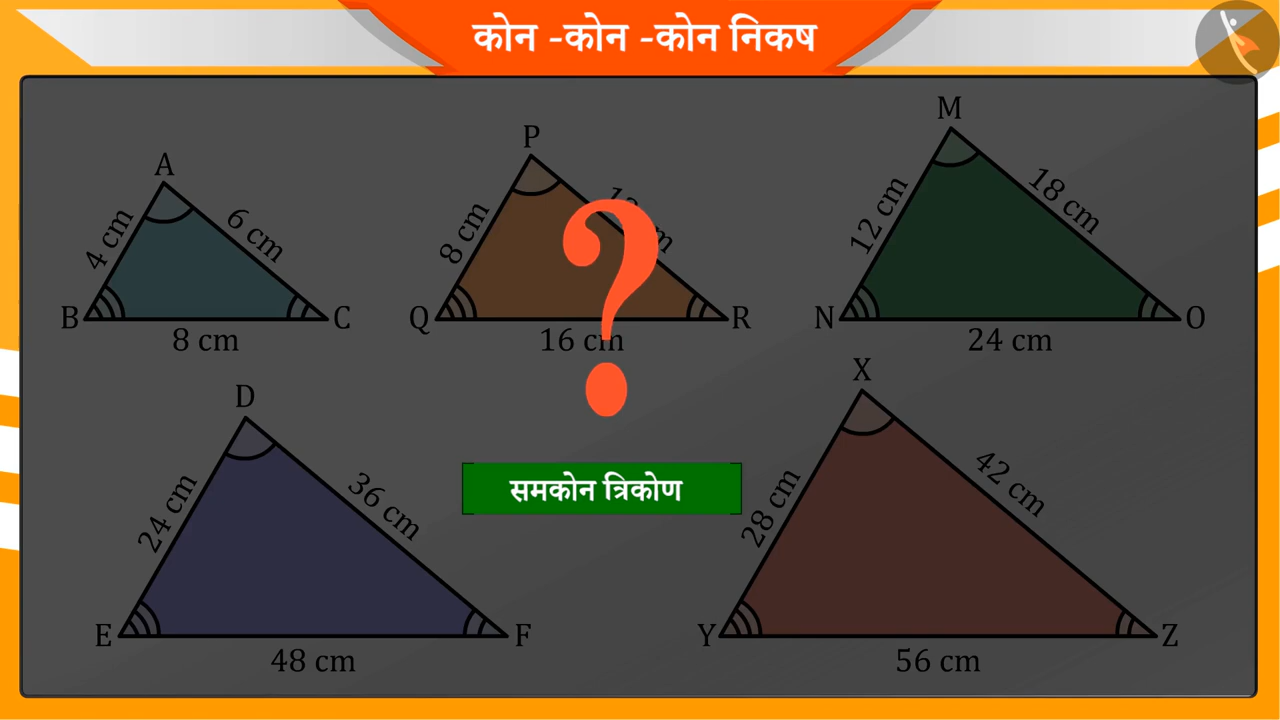 कोन -कोन -कोन निकष
A
4 cm
6 cm
B
C
8 cm
P
8 cm
Q
R
16 cm
M
12 cm
18 cm
N
O
24 cm
?
D
24 cm
36 cm
E
F
48 cm
समकोन त्रिकोण
X
28 cm
42 cm
Y
Z
56 cm